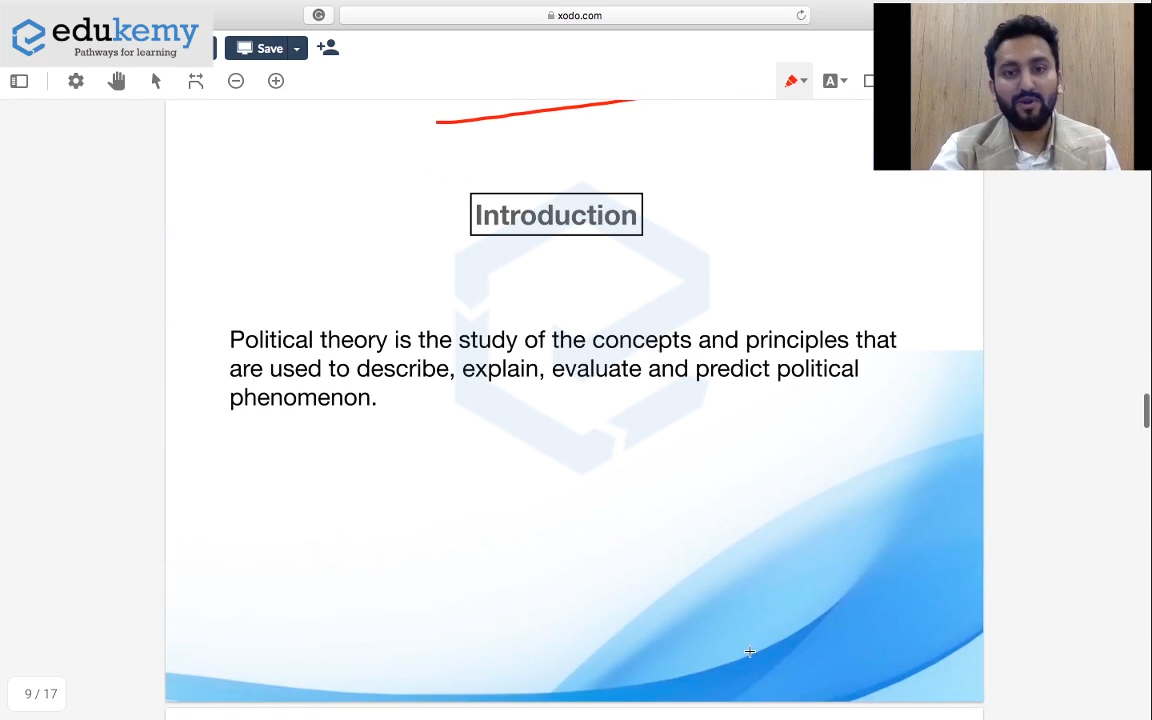 xodo.com
edukemy
Pathways for learning
Save
A
Introduction
Political theory is the study of the concepts and principles that
are used to describe, explain, evaluate and predict political
phenomenon.
9 / 17